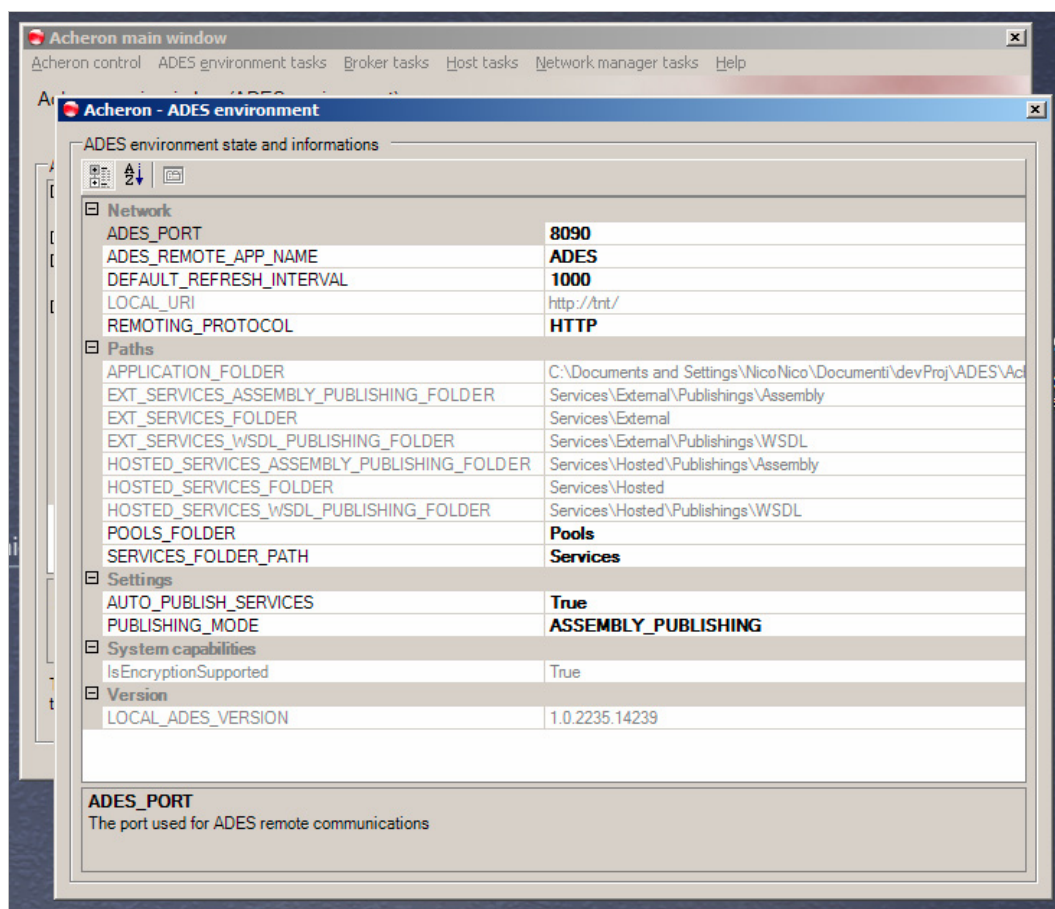 Acheron main window
Acheron control ADES environment tasks Broker tasks Host tasks Network manager tasks Help
Acheron - ADES environment
ADES environment state and informations
Network
ADES_PORT 8090
ADES_REMOTE_APP_NAME ADES
DEFAULT_REFRESH_INTERVAL 1000
LOCAL_URI http://tnt/
REMOTING_PROTOCOL HTTP
Paths
APPLICATION_FOLDER C:\Documents and Settings\NicoNico\Documenti\devProj\ADES\Acl
EXT_SERVICES_ASSEMBLY_PUBLISHING_FOLDER Services\External\Publishings\Assembly
EXT_SERVICES_FOLDER Services\External
EXT_SERVICES_WSDL_PUBLISHING_FOLDER Services\External\Publishings\WSDL
HOSTED_SERVICES_ASSEMBLY_PUBLISHING_FOLDER Services\Hosted\Publishings\Assembly
HOSTED_SERVICES_FOLDER Services\Hosted
HOSTED_SERVICES_WSDL_PUBLISHING_FOLDER Services\Hosted\Publishings\WSDL
POOLS_FOLDER Pools
SERVICES_FOLDER_PATH Services
Settings
AUTO_PUBLISH_SERVICES True
PUBLISHING_MODE ASSEMBLY_PUBLISHING
System capabilities
IsEncryptionSupported True
Version
LOCAL_ADES_VERSION 1.0.2235.14239
ADES_PORT
The port used for ADES remote communications